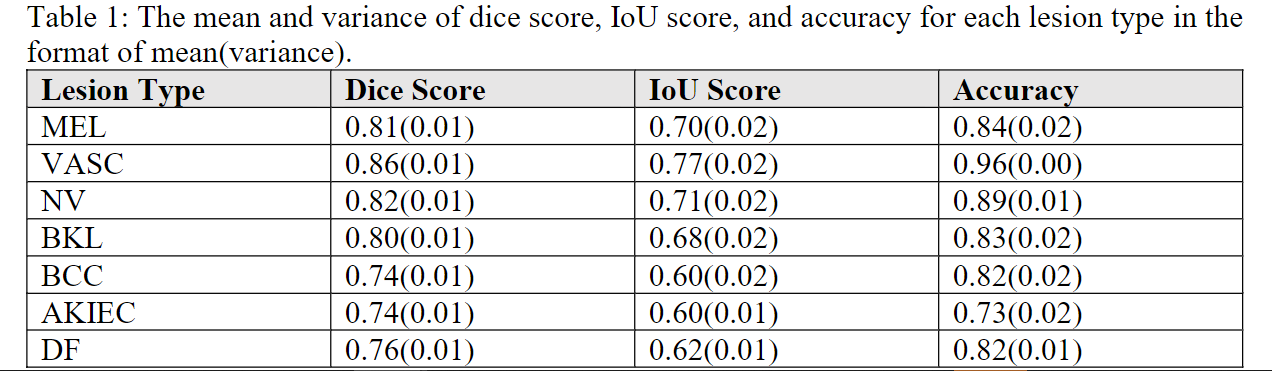 Table 1: The mean and variance of dice score, IoU score, and accuracy for each lesion type in the
format of mean(variance).
Lesion Type Dice Score IoU Score Accuracy
MEL 0.81(0.01) 0.70(0.02) 0.84(0.02)
VASC 0.86(0.01) 0.77(0.02) 0.96(0.00)
NV 0.82(0.01) 0.71(0.02) 0.89(0.01)
BKL 0.80(0.01) 0.68(0.02) 0.83(0.02)
BCC 0.74(0.01) 0.60(0.02) 0.82(0.02)
AKIEC 0.74(0.01) 0.60(0.01) 0.73(0.02)
DF 0.76(0.01) 0.62(0.01) 0.82(0.01)